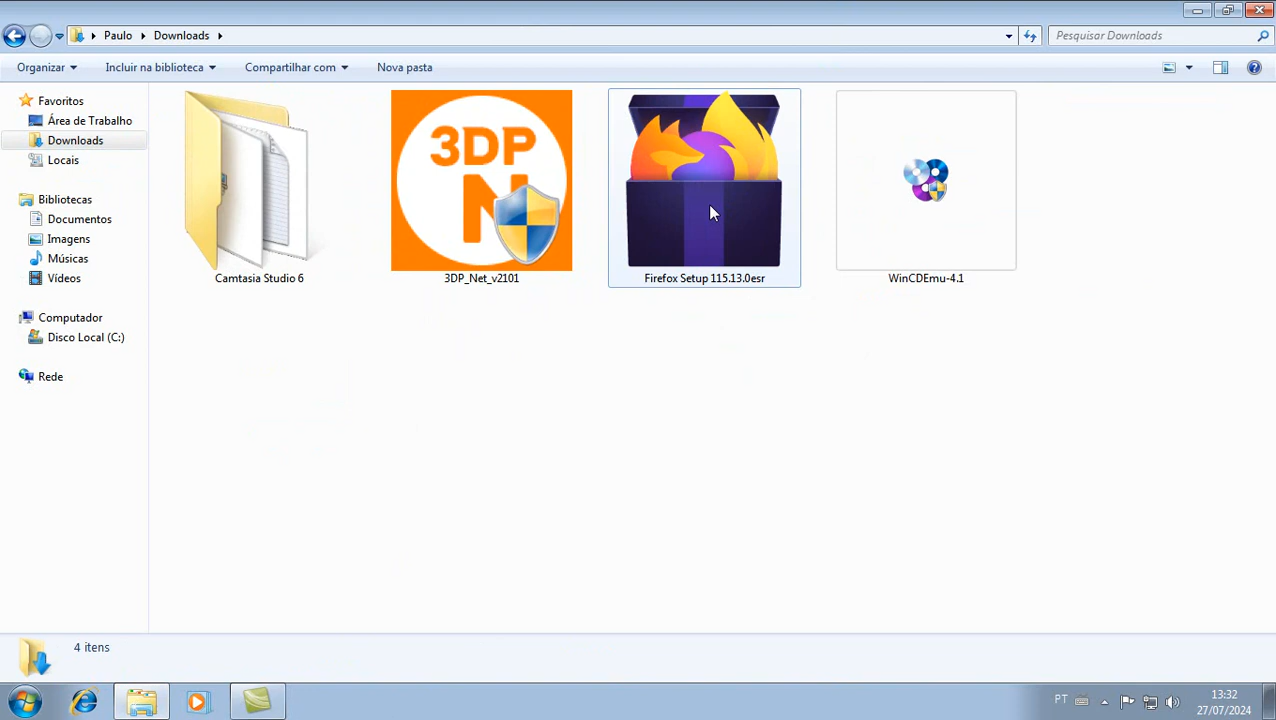 Paulo Downloads
Pesquisar Downloads
Organizar Incluir na biblioteca Compartilhar com Nova pasta
Favoritos
Área de Trabalho
Downloads
Locais
Bibliotecas
Documentos
Imagens
Músicas
Vídeos
Computador
Disco Local (C:)
Rede
3DP
N
Camtasia Studio 6
3DP_Net_v2101
Firefox Setup 115.13.0esr
WinCDEmu-4.1
4 itens
PT
13:32
27/07/2024